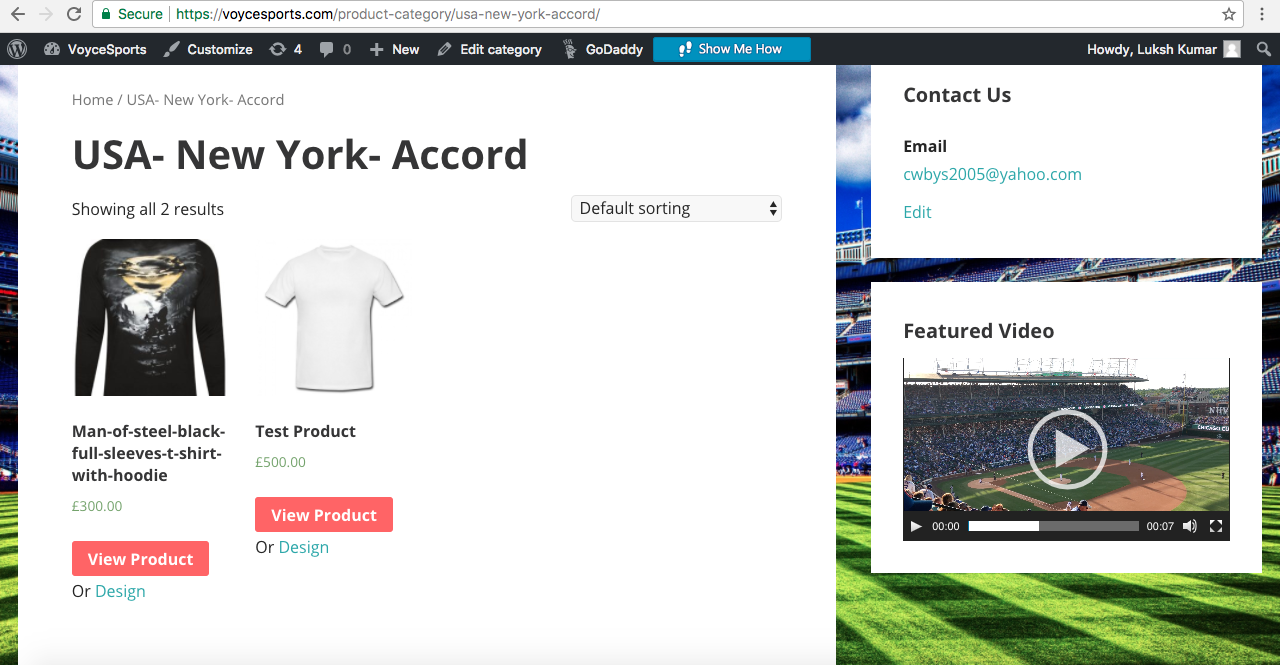 Secure
https://voycesports.com/product-category/usa-new-york-accord/
VoyceSports Customize 4 0 New Edit category GoDaddy Show Me How Howdy, Luksh Kumar
Home / USA- New York- Accord
USA- New York- Accord
Showing all 2 results
Default sorting
Man-of-steel-black-
full-sleeves-t-shirt-
with-hoodie
£300.00
View Product
Or Design
Test Product
£500.00
View Product
Or Design
Contact Us
Email
cwbys2005@yahoo.com
Edit
Featured Video
CHICAGO CU
00:00 00:07